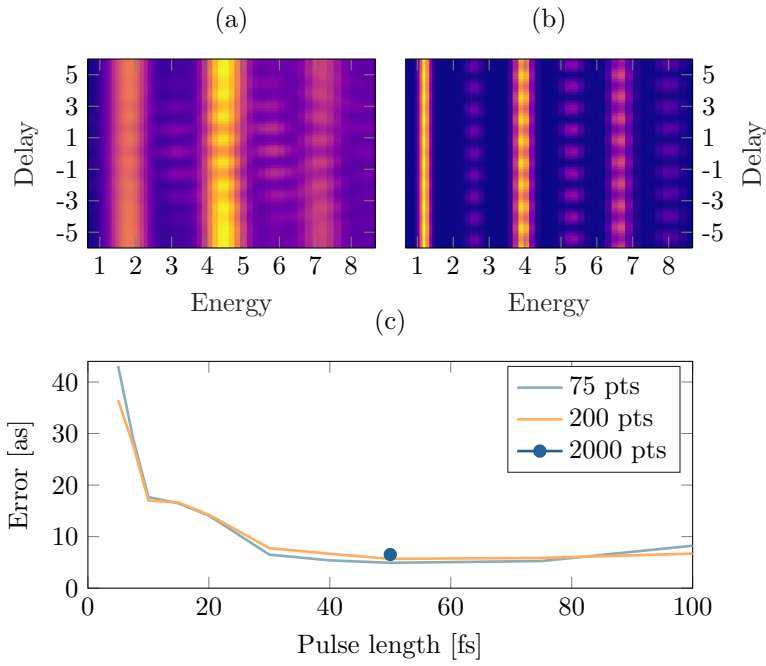 (a) (b)
5 5
3 3
1 1
-1 -1
-3 -3
-5 -5
Delay Delay
1 2 3 4 5 6 7 8 1 2 3 4 5 6 7 8
Energy Energy
(c)
40
30
20
10
0
Error [as]
75 pts
200 pts
2000 pts
0 20 40 60 80 100
Pulse length [fs]